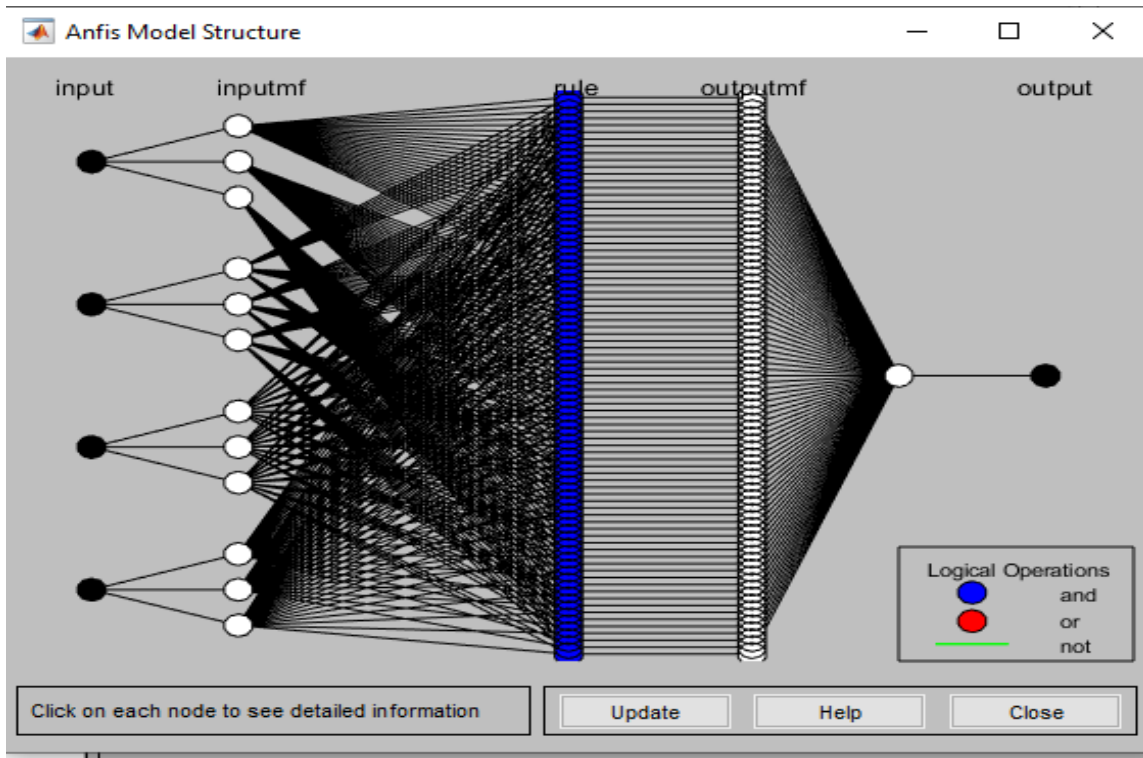 Anfis Model Structure
input inputmf rule outputmf output
Logical Operations
and
or
not
Click on each node to see detailed information
Update Help Close